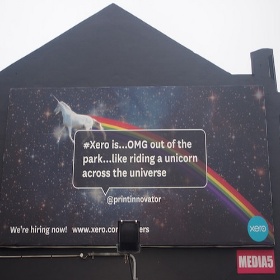 #Xero is...OMG out of the
park...like riding a unicorn
across the universe
@printinnovator
We're hiring now! www.xero.com
xero
MEDIA5